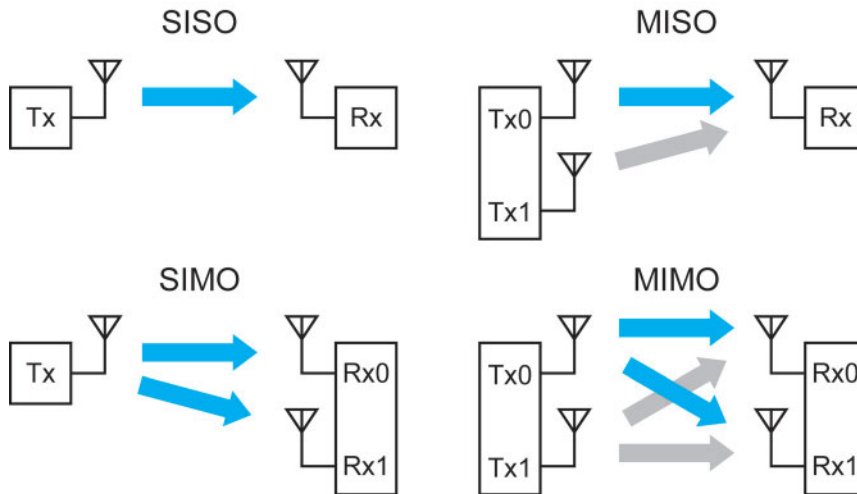 SISO
Tx
Rx
MISO
Tx0
Tx1
Rx
SIMO
Tx
Rx0
Rx1
MIMO
Tx0
Tx1
Rx0
Rx1